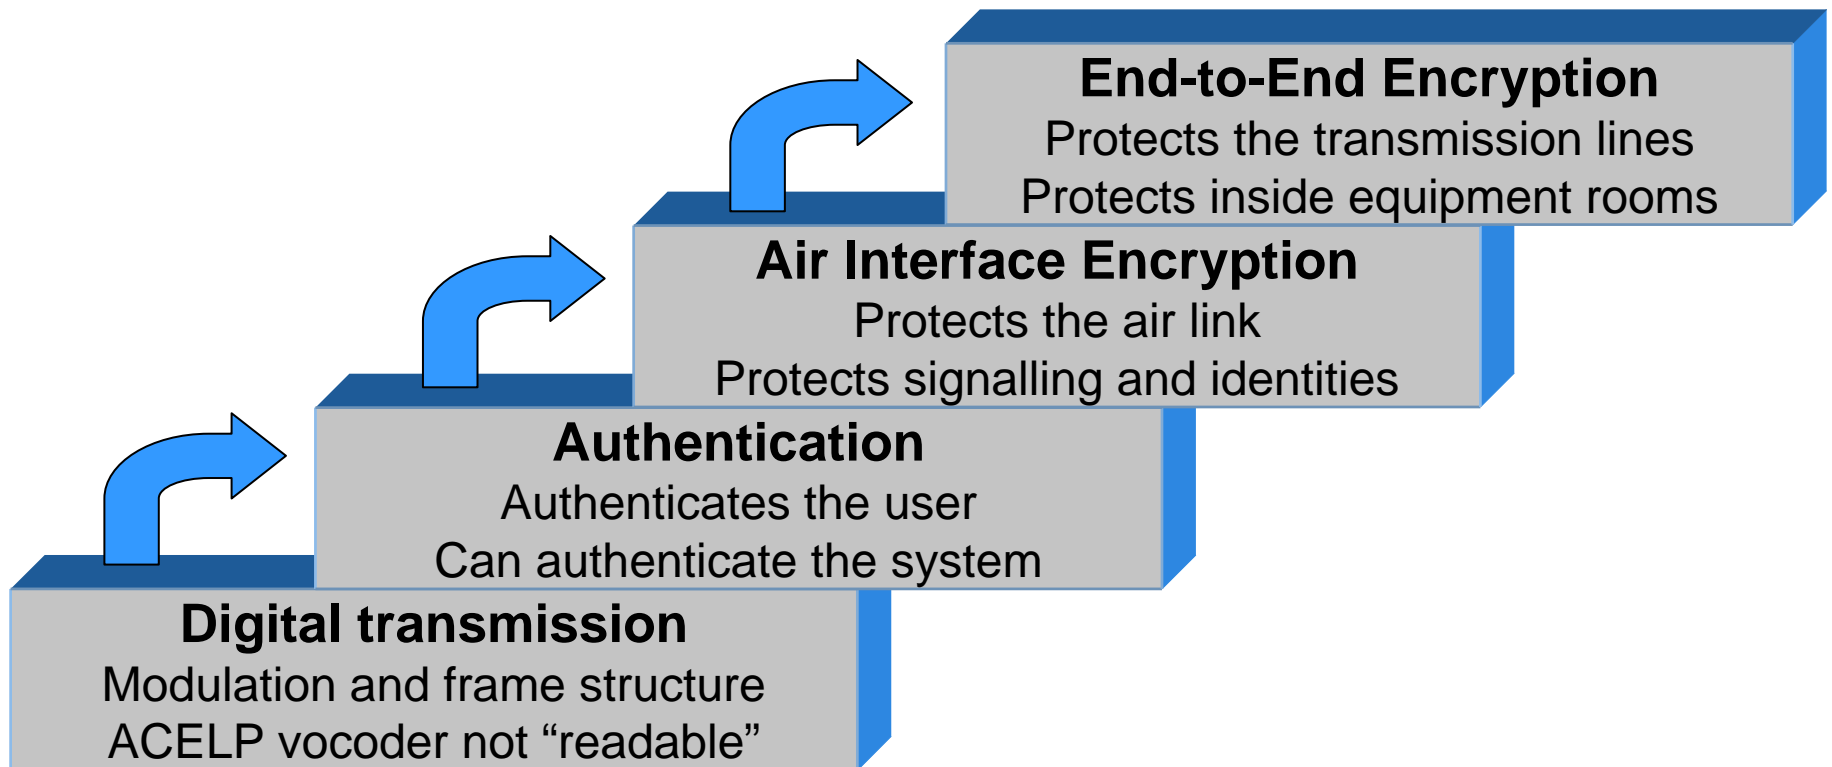 End-to-End Encryption
Protects the transmission lines
Protects inside equipment rooms
Air Interface Encryption
Protects the air link
Protects signalling and identities
Authentication
Authenticates the user
Can authenticate the system
Digital transmission
Modulation and frame structure
ACELP vocoder not “readable”